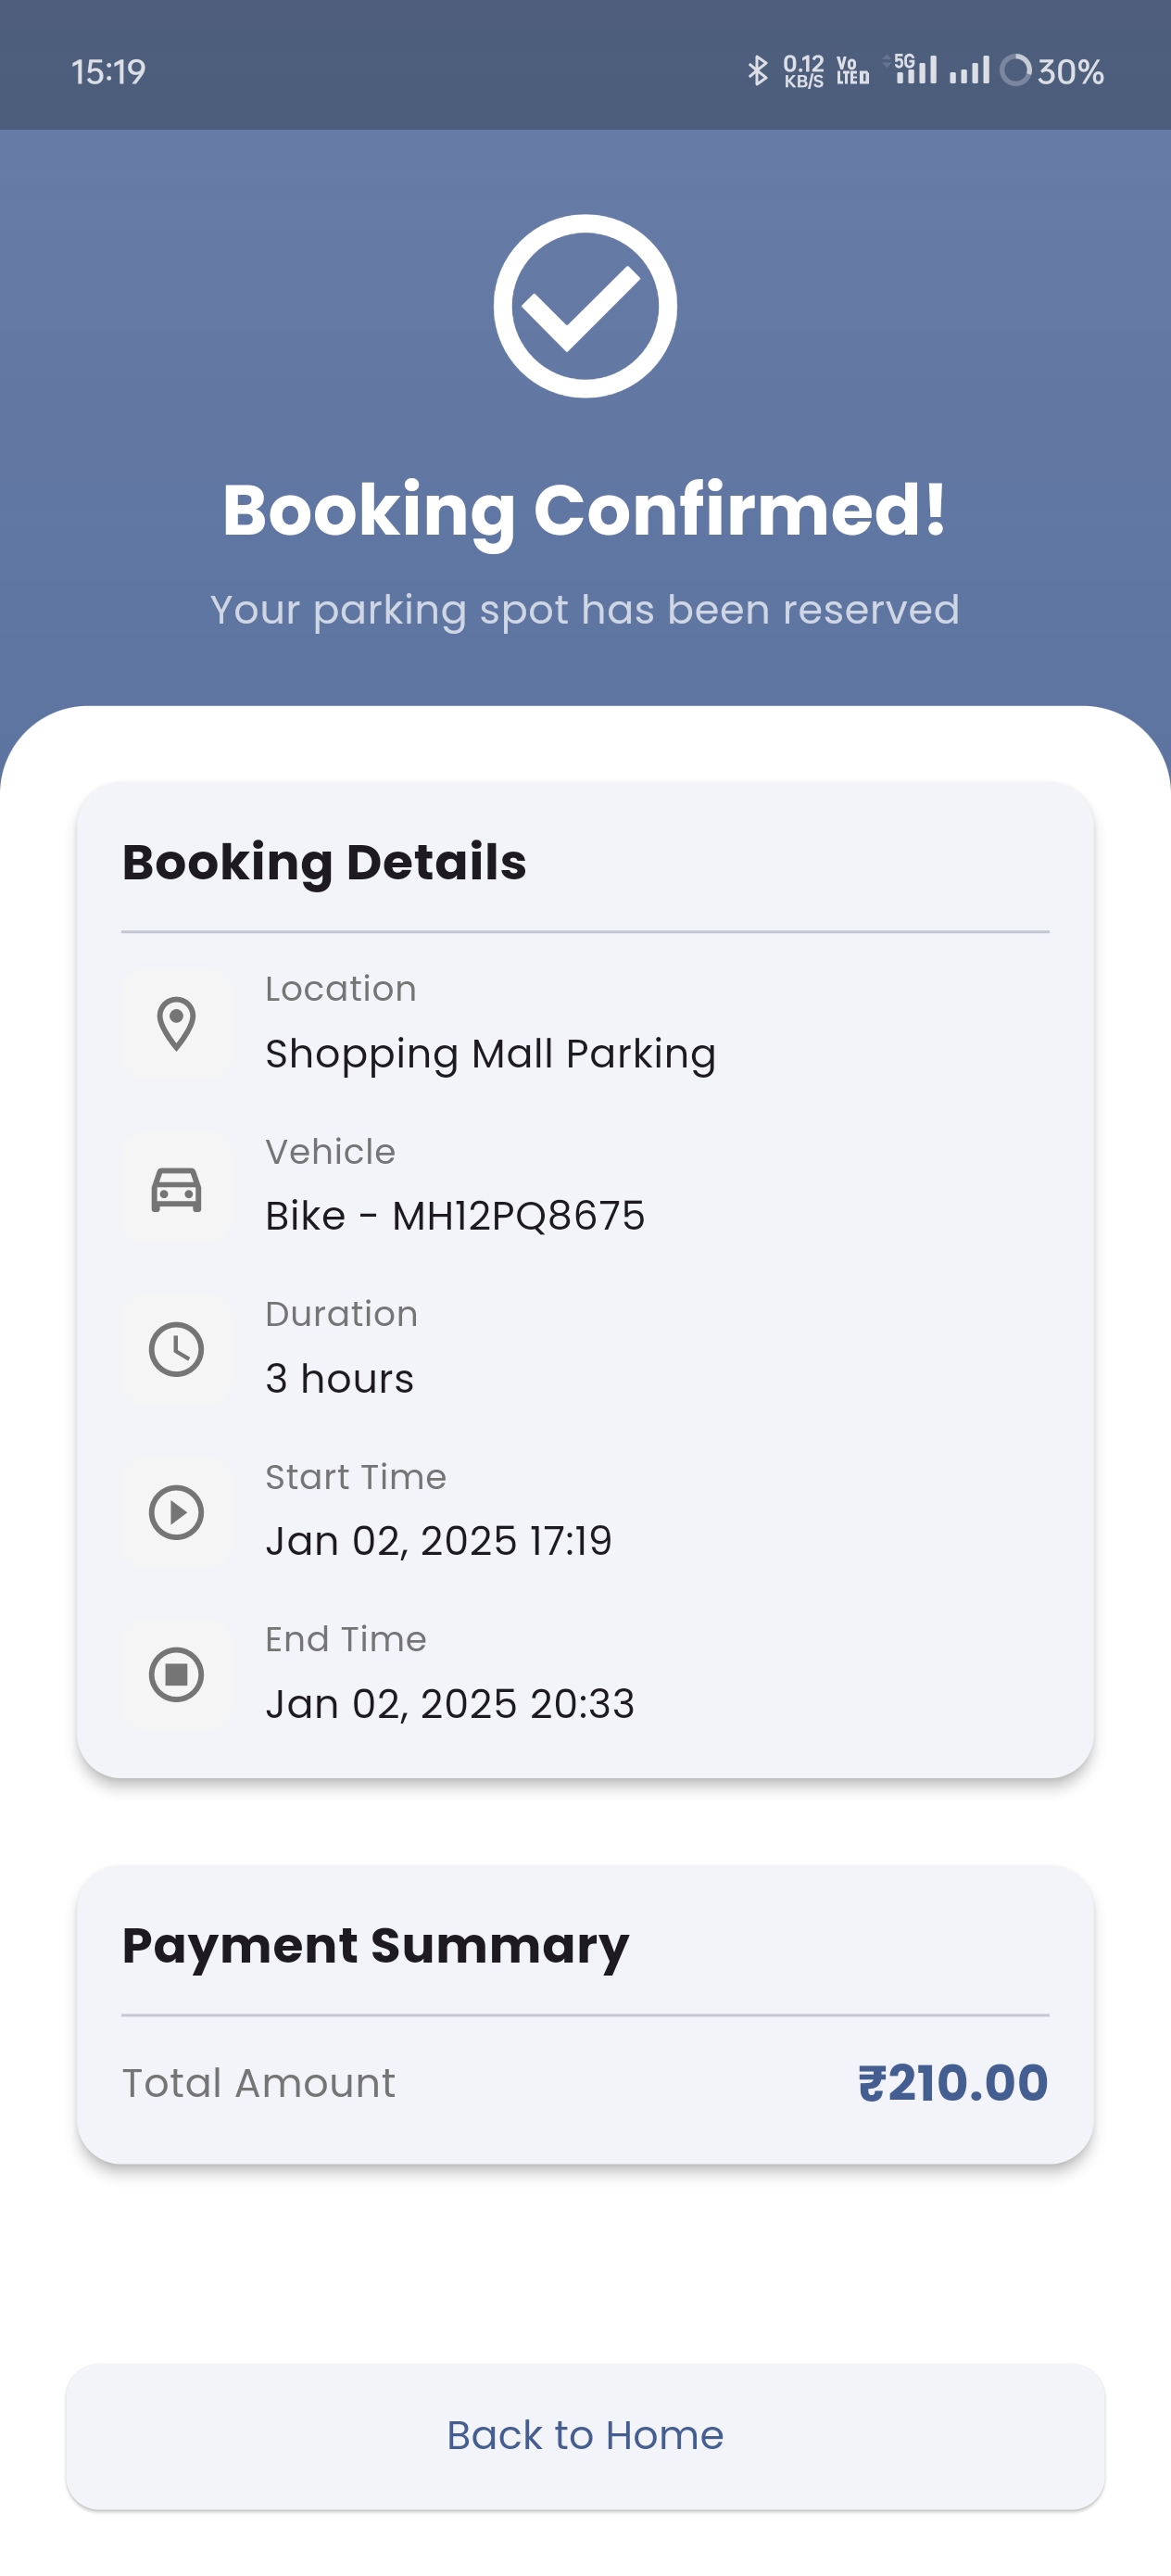 15:19
0.12 KB/S Vo LTE 5G 30%
Booking Confirmed!
Your parking spot has been reserved
Booking Details
Location
Shopping Mall Parking
Vehicle
Bike - MH12PQ8675
Duration
3 hours
Start Time
Jan 02, 2025 17:19
End Time
Jan 02, 2025 20:33
Payment Summary
Total Amount ₹210.00
Back to Home